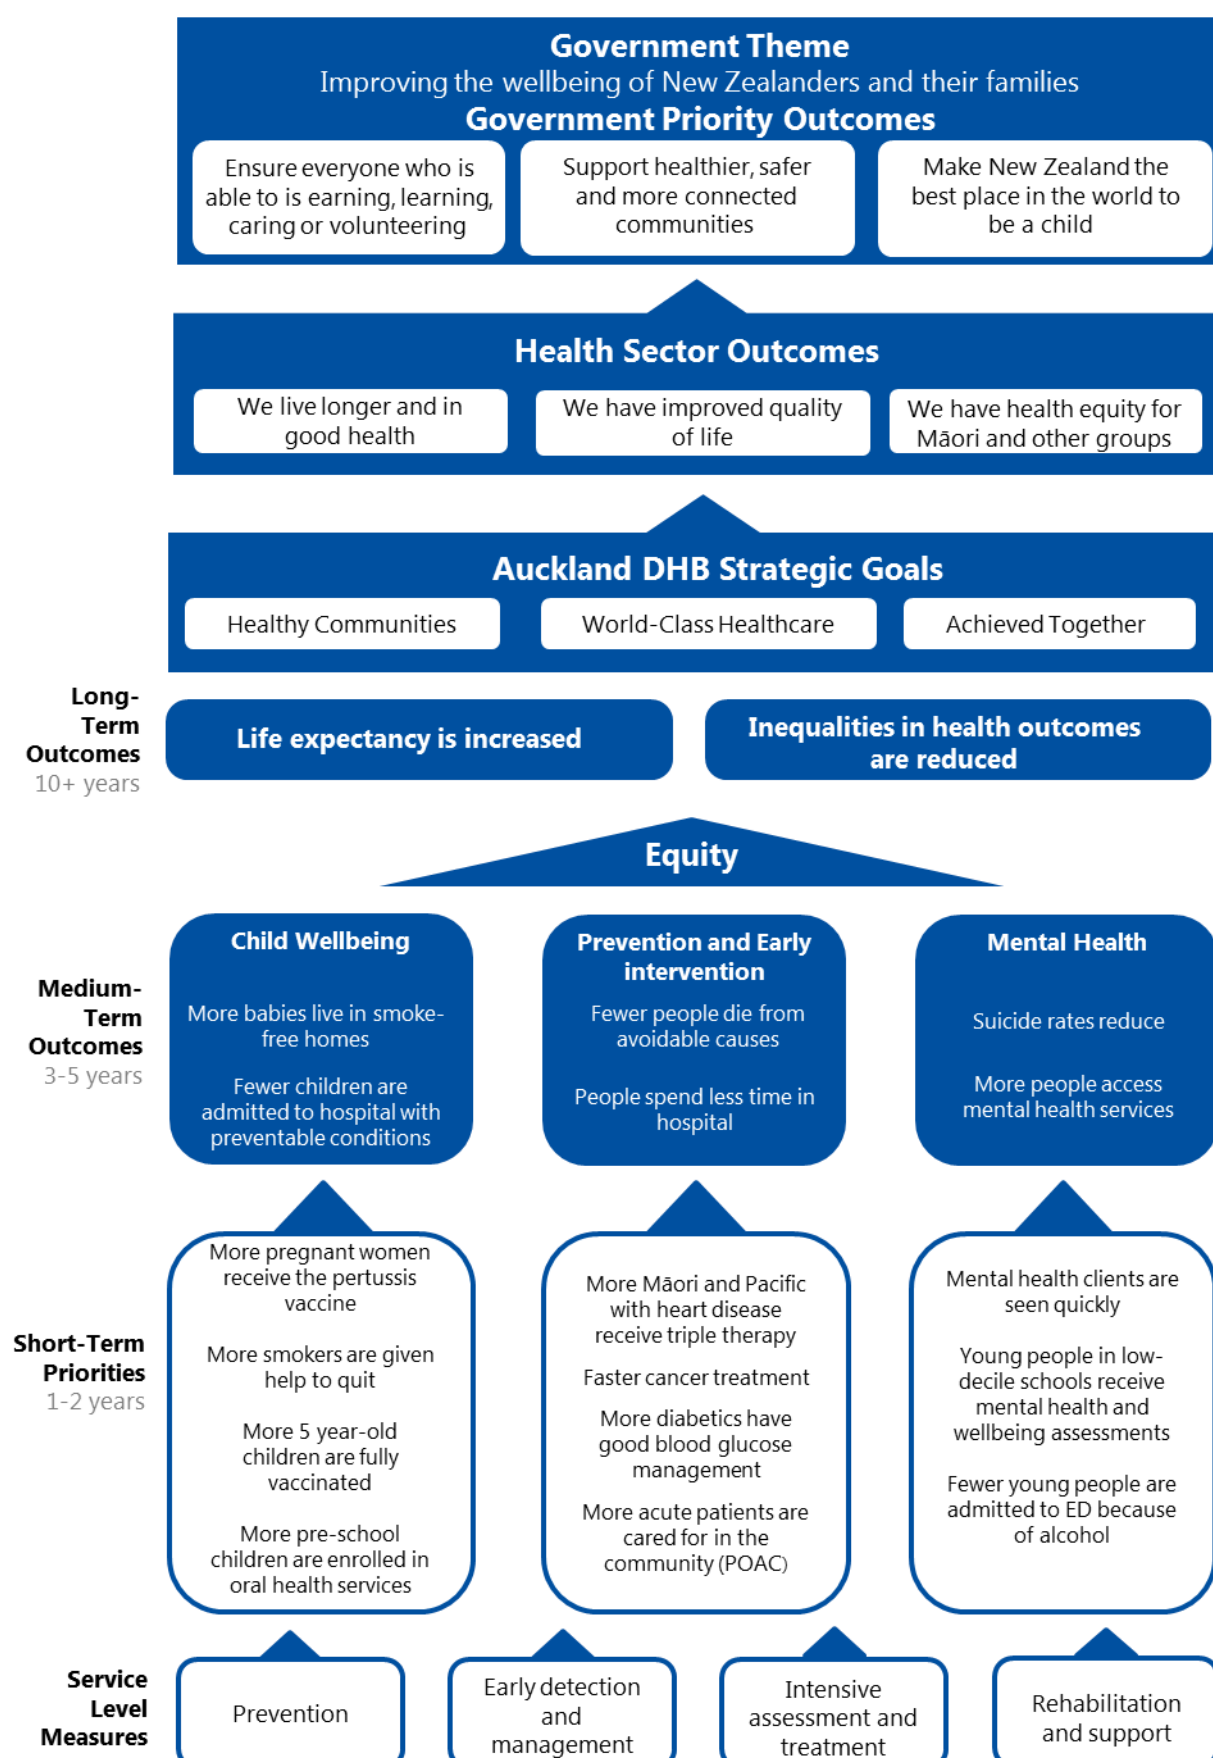 Government Theme
Improving the wellbeing of New Zealanders and their families
Government Priority Outcomes
Ensure everyone who is
able to is earning, learning,
caring or volunteering
Support healthier, safer
and more connected
communities
Make New Zealand the
best place in the world to
be a child
Health Sector Outcomes
We live longer and in
good health
We have improved quality
of life
We have health equity for
Māori and other groups
Auckland DHB Strategic Goals
Healthy Communities
World-Class Healthcare
Achieved Together
Long-
Term
Outcomes
10+ years
Life expectancy is increased
Inequalities in health outcomes
are reduced
Equity
Medium-
Term
Outcomes
3-5 years
Child Wellbeing
More babies live in smoke-
free homes
Fewer children are
admitted to hospital with
preventable conditions
Prevention and Early
intervention
Fewer people die from
avoidable causes
People spend less time in
hospital
Mental Health
Suicide rates reduce
More people access
mental health services
Short-Term
Priorities
1-2 years
More pregnant women
receive the pertussis
vaccine
More smokers are given
help to quit
More 5 year-old
children are fully
vaccinated
More pre-school
children are enrolled in
oral health services
More Māori and Pacific
with heart disease
receive triple therapy
Faster cancer treatment
More diabetics have
good blood glucose
management
More acute patients are
cared for in the
community (POAC)
Mental health clients are
seen quickly
Young people in low-
decile schools receive
mental health and
wellbeing assessments
Fewer young people are
admitted to ED because
of alcohol
Service
Level
Measures
Prevention
Early detection
and
management
Intensive
assessment and
treatment
Rehabilitation
and support